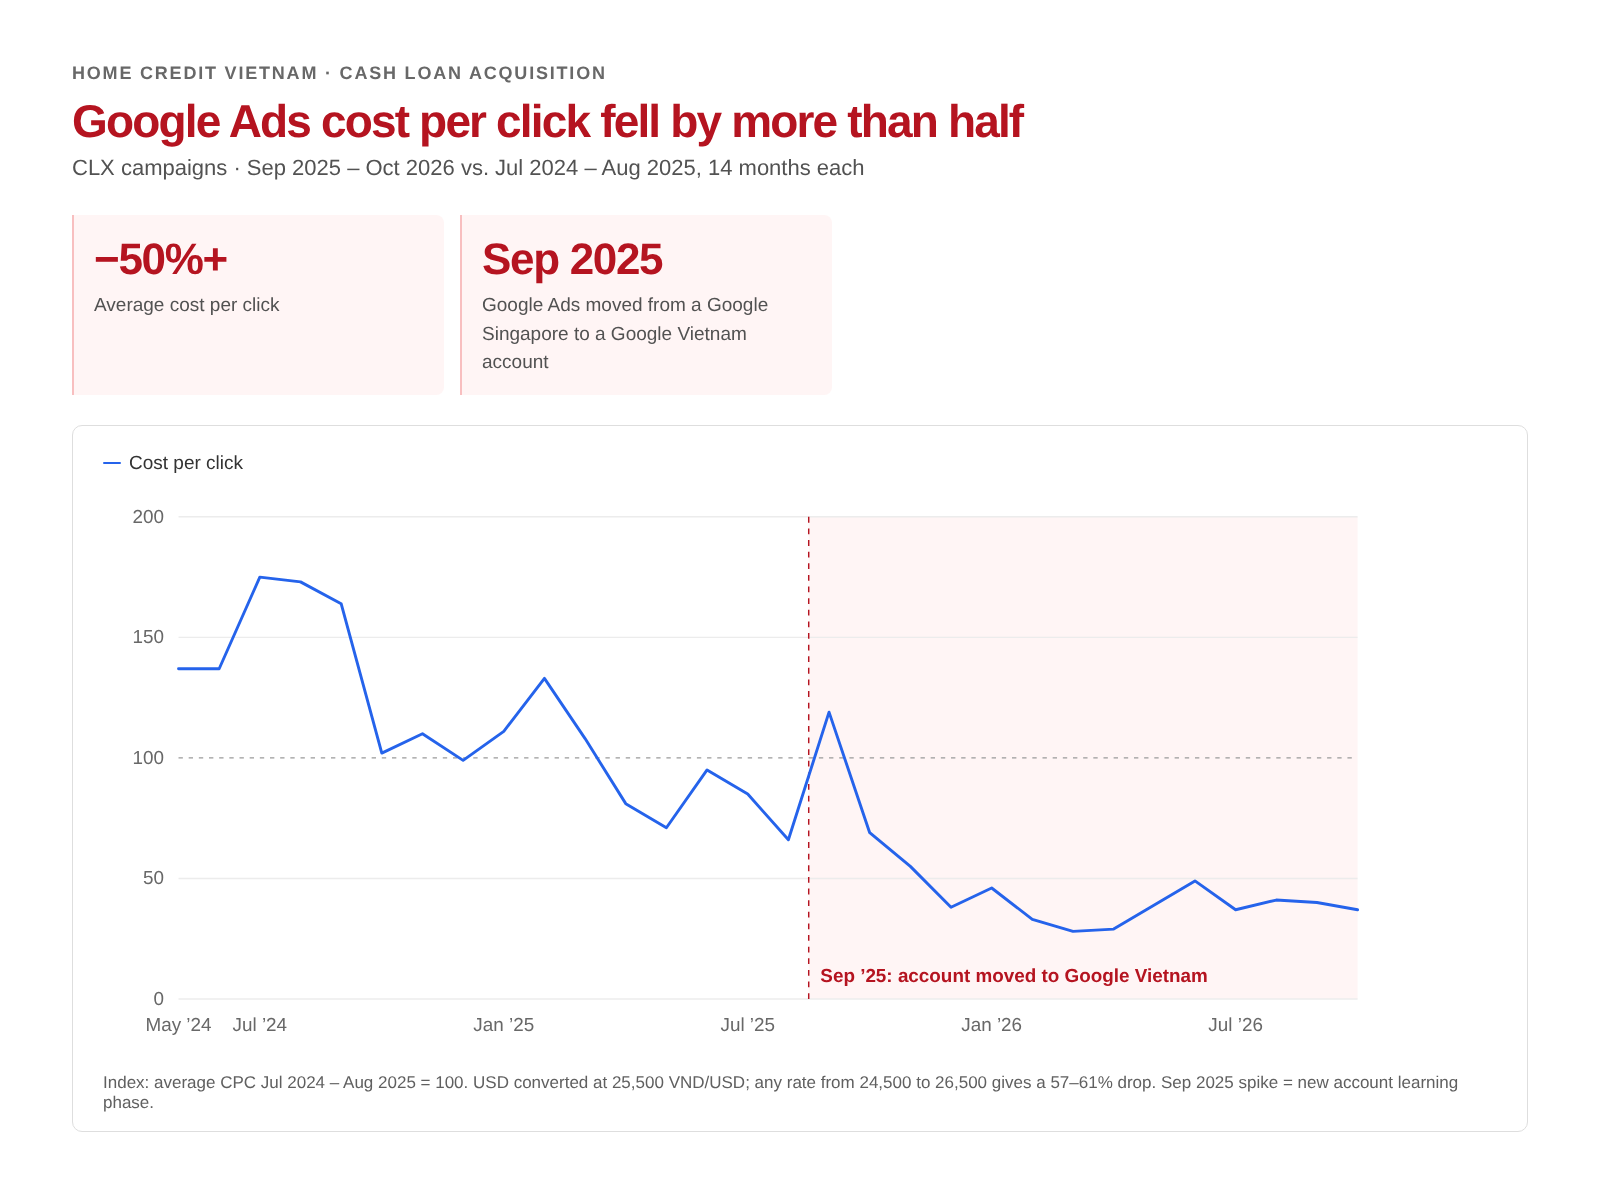 HOME CREDIT VIETNAM · CASH LOAN ACQUISITION
Google Ads cost per click fell by more than half
CLX campaigns · Sep 2025 – Oct 2026 vs. Jul 2024 – Aug 2025, 14 months each
−50%+
Average cost per click
Sep 2025
Google Ads moved from a Google
Singapore to a Google Vietnam
account
Cost per click
200
150
100
50
0
Sep ’25: account moved to Google Vietnam
May ’24 Jul ’24 Jan ’25 Jul ’25 Jan ’26 Jul ’26
Index: average CPC Jul 2024 – Aug 2025 = 100. USD converted at 25,500 VND/USD; any rate from 24,500 to 26,500 gives a 57–61% drop. Sep 2025 spike = new account learning
phase.